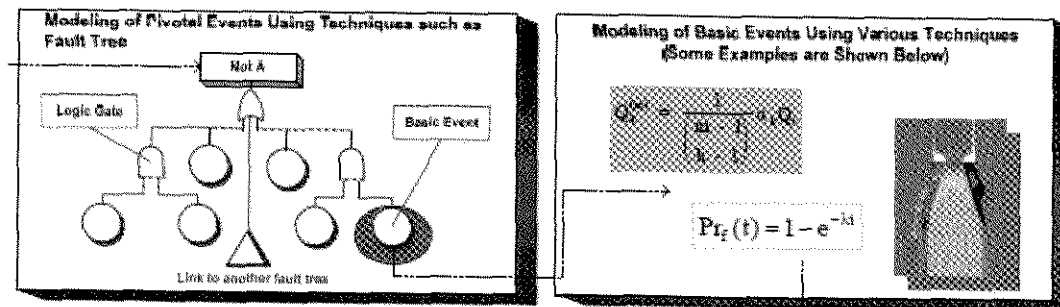 Modeling of Pivotal Events Using Techniques such as
Fault Tree
Not A
Logic Gate
Basic Event
Link to another fault tree
Modeling of Basic Events Using Various Techniques
(Some Examples are Shown Below)
Pr_f (t) = 1 − e^{−λt}